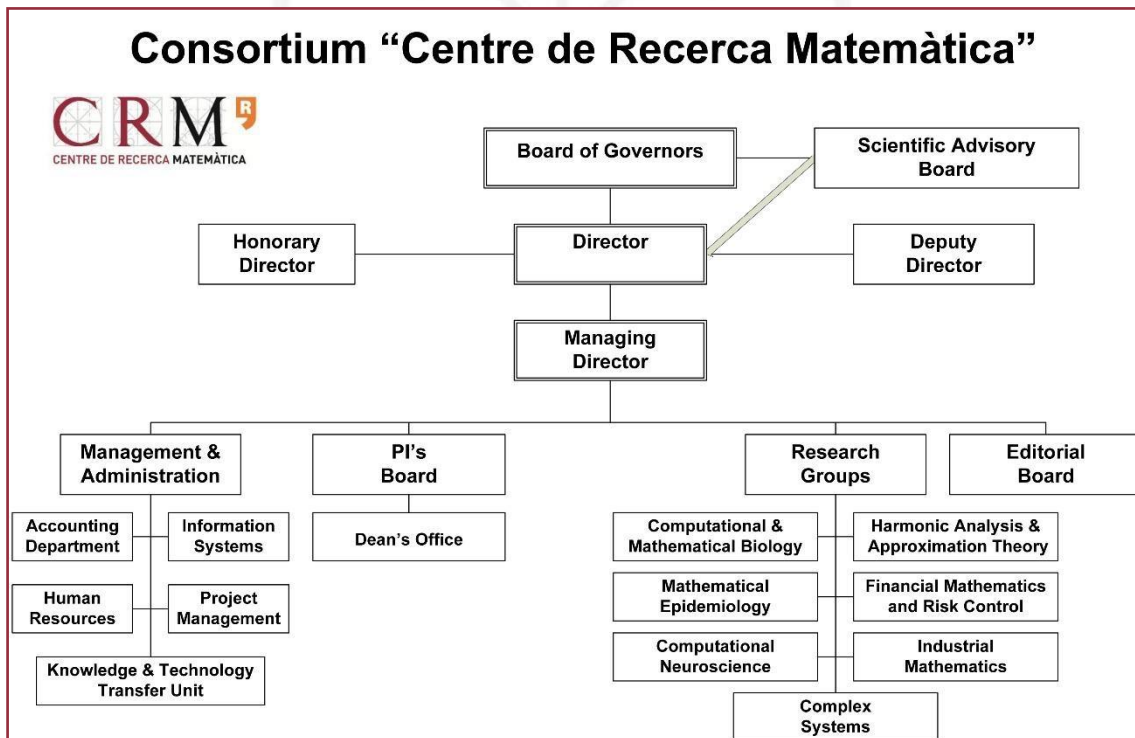 Consortium “Centre de Recerca Matemàtica”
CRM R
CENTRE DE RECERCA MATEMÀTICA
Board of Governors
Scientific Advisory
Board
Honorary
Director
Director
Deputy
Director
Managing
Director
Management &
Administration
PI’s
Board
Research
Groups
Editorial
Board
Accounting
Department
Information
Systems
Dean’s Office
Computational &
Mathematical Biology
Harmonic Analysis &
Approximation Theory
Human
Resources
Project
Management
Mathematical
Epidemiology
Financial Mathematics
and Risk Control
Knowledge & Technology
Transfer Unit
Computational
Neuroscience
Industrial
Mathematics
Complex
Systems